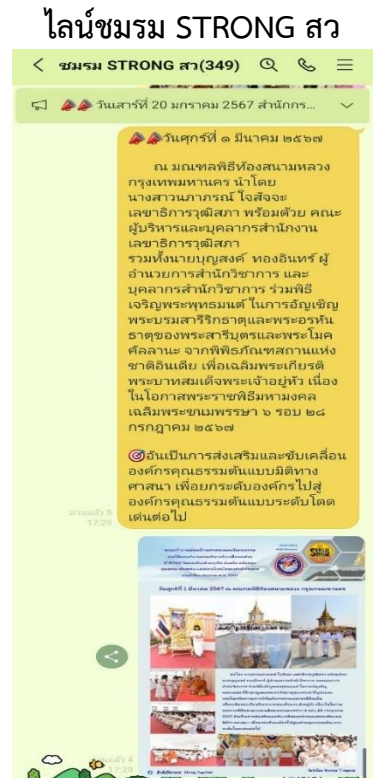 ไลน์ชมรม STRONG สว
ชมรม STRONG สว(349)
วันเสาร์ที่ 20 มกราคม 2567 สำนักกร...
วันศุกร์ที่ ๑ มีนาคม ๒๕๖๗
ณ มณฑลพิธีท้องสนามหลวง
กรุงเทพมหานคร นำโดย
นางสาวนภาภรณ์ ใจสัจจะ
เลขาธิการวุฒิสภา พร้อมด้วย คณะ
ผู้บริหารและบุคลากรสำนักงาน
เลขาธิการวุฒิสภา
รวมทั้งนายบุญสงค์ ทองอินทร์ ผู้
อำนวยการสำนักวิชาการ และ
บุคลากรสำนักวิชาการ ร่วมพิธี
เจริญพระพุทธมนต์ ในการอัญเชิญ
พระบรมสารีริกธาตุและพระอรหัน
ธาตุของพระสารีบุตรและพระโมค
คัลลานะ จากพิพิธภัณฑสถานแห่ง
ชาติอินเดีย เพื่อเฉลิมพระเกียรติ
พระบาทสมเด็จพระเจ้าอยู่หัว เนื่อง
ในโอกาสพระราชพิธีมหามงคล
เฉลิมพระชนมพรรษา ๖ รอบ ๒๘
กรกฎาคม ๒๕๖๗
อันเป็นการส่งเสริมและขับเคลื่อน
องค์กรคุณธรรมต้นแบบมิติทาง
ศาสนา เพื่อยกระดับองค์กรไปสู่
องค์กรคุณธรรมต้นแบบระดับโดด
เด่นต่อไป
อ่านแล้ว 5
17:29
วันศุกร์ที่ 1 มีนาคม 2567 ณ มณฑลพิธีท้องสนามหลวง กรุงเทพมหานคร
อ่านแล้ว 4
17:29